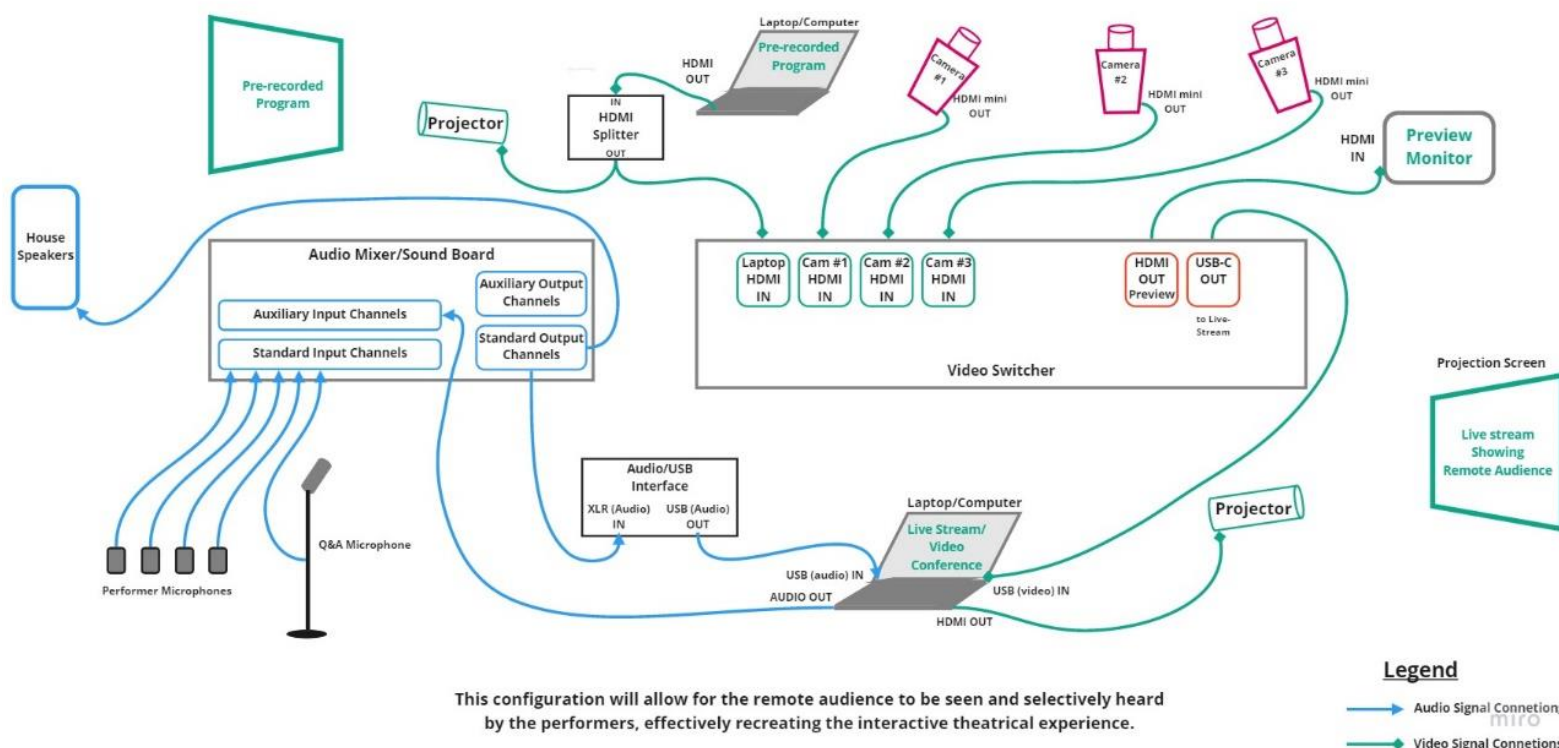 Pre-recorded
Program
Projector
HDMI
OUT
IN
HDMI
Splitter
OUT
Laptop/Computer
Pre-recorded
Program
Camera
#1
HDMI mini
OUT
Camera
#2
HDMI mini
OUT
Camera
#3
HDMI mini
OUT
HDMI
IN
Preview
Monitor
House
Speakers
Audio Mixer/Sound Board
Auxiliary Output
Channels
Auxiliary Input Channels
Standard Output
Channels
Standard Input Channels
Laptop
HDMI
IN
Cam #1
HDMI
IN
Cam #2
HDMI
IN
Cam #3
HDMI
IN
HDMI
OUT
Preview
USB-C
OUT
to Live-
Stream
Video Switcher
Projection Screen
Live stream
Showing
Remote Audience
Audio/USB
Interface
XLR (Audio)
IN
USB (Audio)
OUT
Laptop/Computer
Live Stream/
Video
Conference
Projector
Q&A Microphone
Performer Microphones
USB (audio) IN
AUDIO OUT
USB (video) IN
HDMI OUT
This configuration will allow for the remote audience to be seen and selectively heard
by the performers, effectively recreating the interactive theatrical experience.
Legend
Audio Signal Connetion
miro
Video Signal Connetions